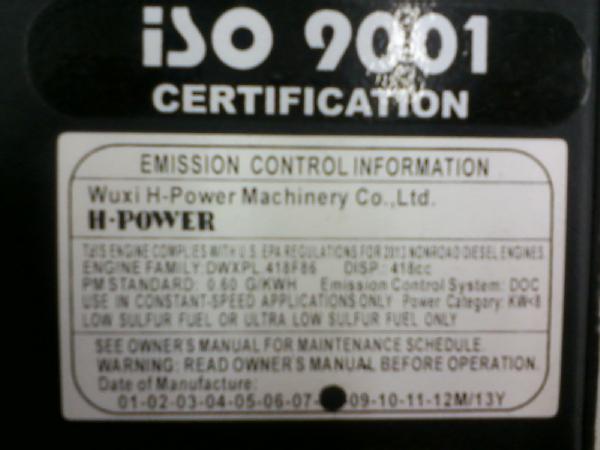 iSO 9001
CERTIFICATION
EMISSION CONTROL INFORMATION
Wuxi H-Power Machinery Co.,Ltd.
H-POWER
THIS ENGINE COMPLIES WITH U.S. EPA REGULATIONS FOR 2013 NONROAD DIESEL ENGINES
ENGINE FAMILY: DWXPL.418F86 DISP.: 418cc
PM STANDARD: 0.60 G/KWH Emission Control System: DOC
USE IN CONSTANT-SPEED APPLICATIONS ONLY Power Category: KW<8
LOW SULFUR FUEL OR ULTRA LOW SULFUR FUEL ONLY
SEE OWNER'S MANUAL FOR MAINTENANCE SCHEDULE.
WARNING: READ OWNER'S MANUAL BEFORE OPERATION.
Date of Manufacture:
01-02-03-04-05-06-07- -09-10-11-12M/13Y